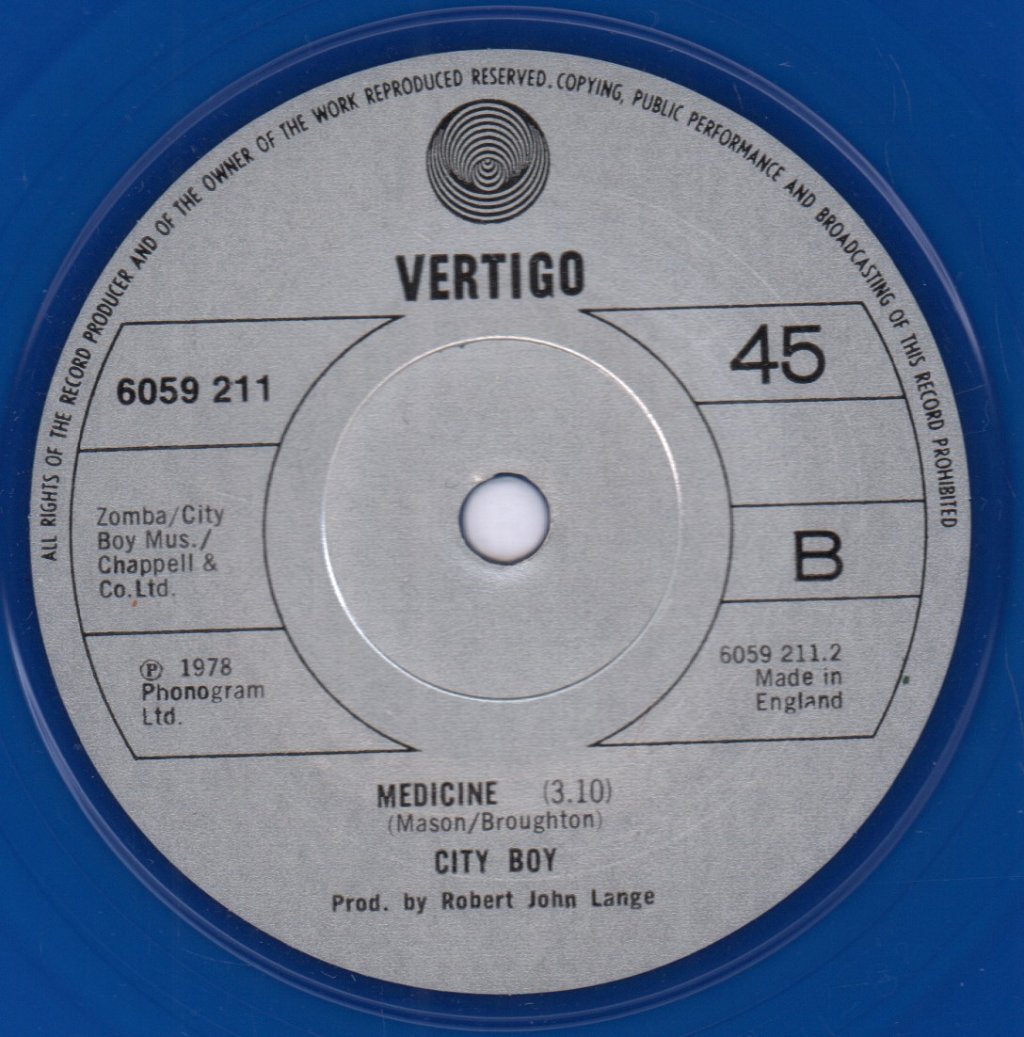 ALL RIGHTS OF THE RECORD PRODUCER AND OF THE OWNER OF THE WORK REPRODUCED RESERVED. COPYING, PUBLIC PERFORMANCE AND BROADCASTING OF THIS RECORD PROHIBITED
VERTIGO
6059 211
45
Zomba/City
Boy Mus./
Chappell &
Co.Ltd.
B
Ⓟ 1978
Phonogram
Ltd.
6059 211.2
Made in
England
MEDICINE (3.10)
(Mason/Broughton)
CITY BOY
Prod. by Robert John Lange